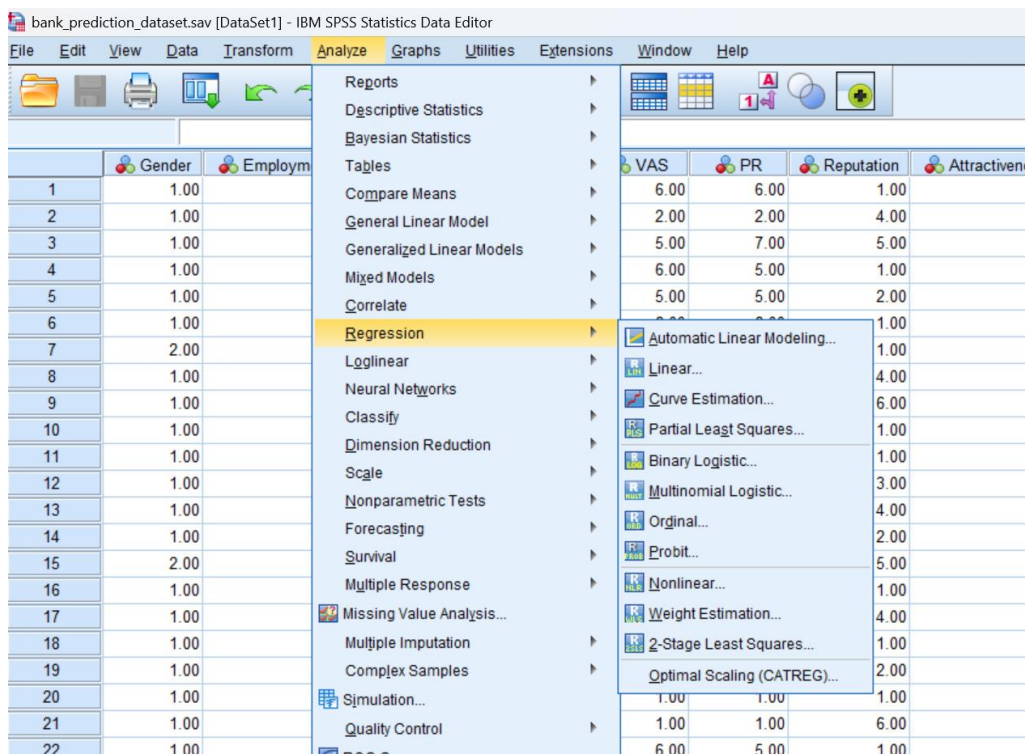 bank_prediction_dataset.sav [DataSet1] - IBM SPSS Statistics Data Editor
File Edit View Data Transform Analyze Graphs Utilities Extensions Window Help
Reports
Descriptive Statistics
Bayesian Statistics
Tables
Compare Means
General Linear Model
Generalized Linear Models
Mixed Models
Correlate
Regression
Loglinear
Neural Networks
Classify
Dimension Reduction
Scale
Nonparametric Tests
Forecasting
Survival
Multiple Response
Missing Value Analysis...
Multiple Imputation
Complex Samples
Simulation...
Quality Control
Automatic Linear Modeling...
Linear...
Curve Estimation...
Partial Least Squares...
Binary Logistic...
Multinomial Logistic...
Ordinal...
Probit...
Nonlinear...
Weight Estimation...
2-Stage Least Squares...
Optimal Scaling (CATREG)...
Gender VAS PR Reputation
1 1.00 6.00 6.00 1.00
2 1.00 2.00 2.00 4.00
3 1.00 5.00 7.00 5.00
4 1.00 6.00 5.00 1.00
5 1.00 5.00 5.00 2.00
6 1.00 1.00
7 2.00 1.00
8 1.00 4.00
9 1.00 6.00
10 1.00 1.00
11 1.00 1.00
12 1.00 3.00
13 1.00 4.00
14 1.00 2.00
15 2.00 5.00
16 1.00 1.00
17 1.00 4.00
18 1.00 1.00
19 1.00 2.00
20 1.00 1.00 1.00 1.00
21 1.00 1.00 1.00 6.00
22 1.00 6.00 5.00 1.00